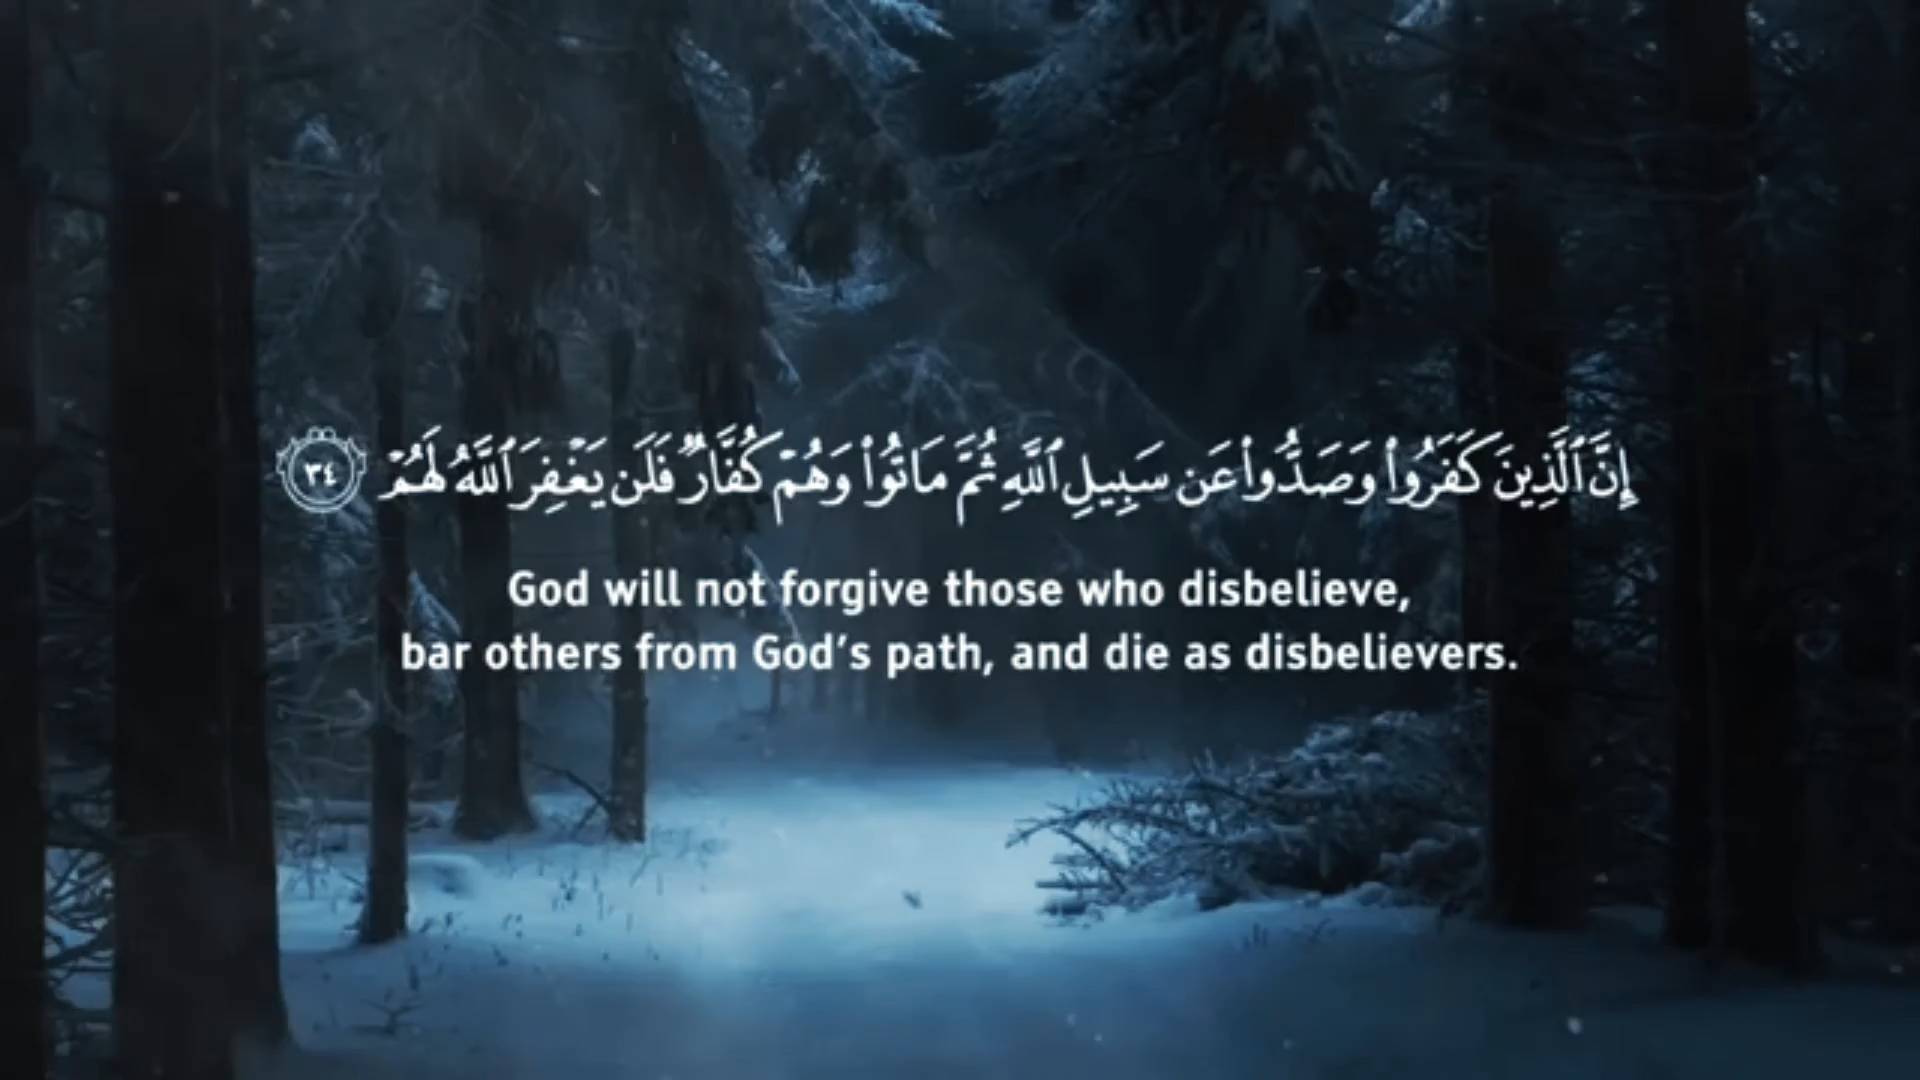 إِنَّ ٱلَّذِينَ كَفَرُوا۟ وَصَدُّوا۟ عَن سَبِيلِ ٱللَّهِ ثُمَّ مَاتُوا۟ وَهُمۡ كُفَّارٌ فَلَن يَغۡفِرَ ٱللَّهُ لَهُمۡ ٣٤
God will not forgive those who disbelieve,
bar others from God's path, and die as disbelievers.